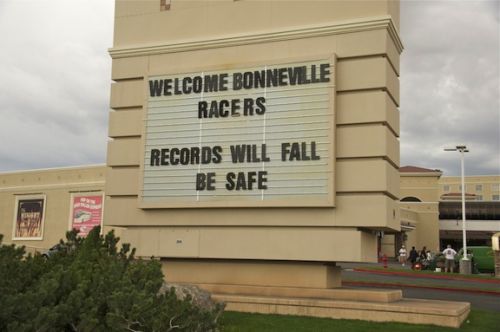 WELCOME BONNEVILLE
RACERS
RECORDS WILL FALL
BE SAFE